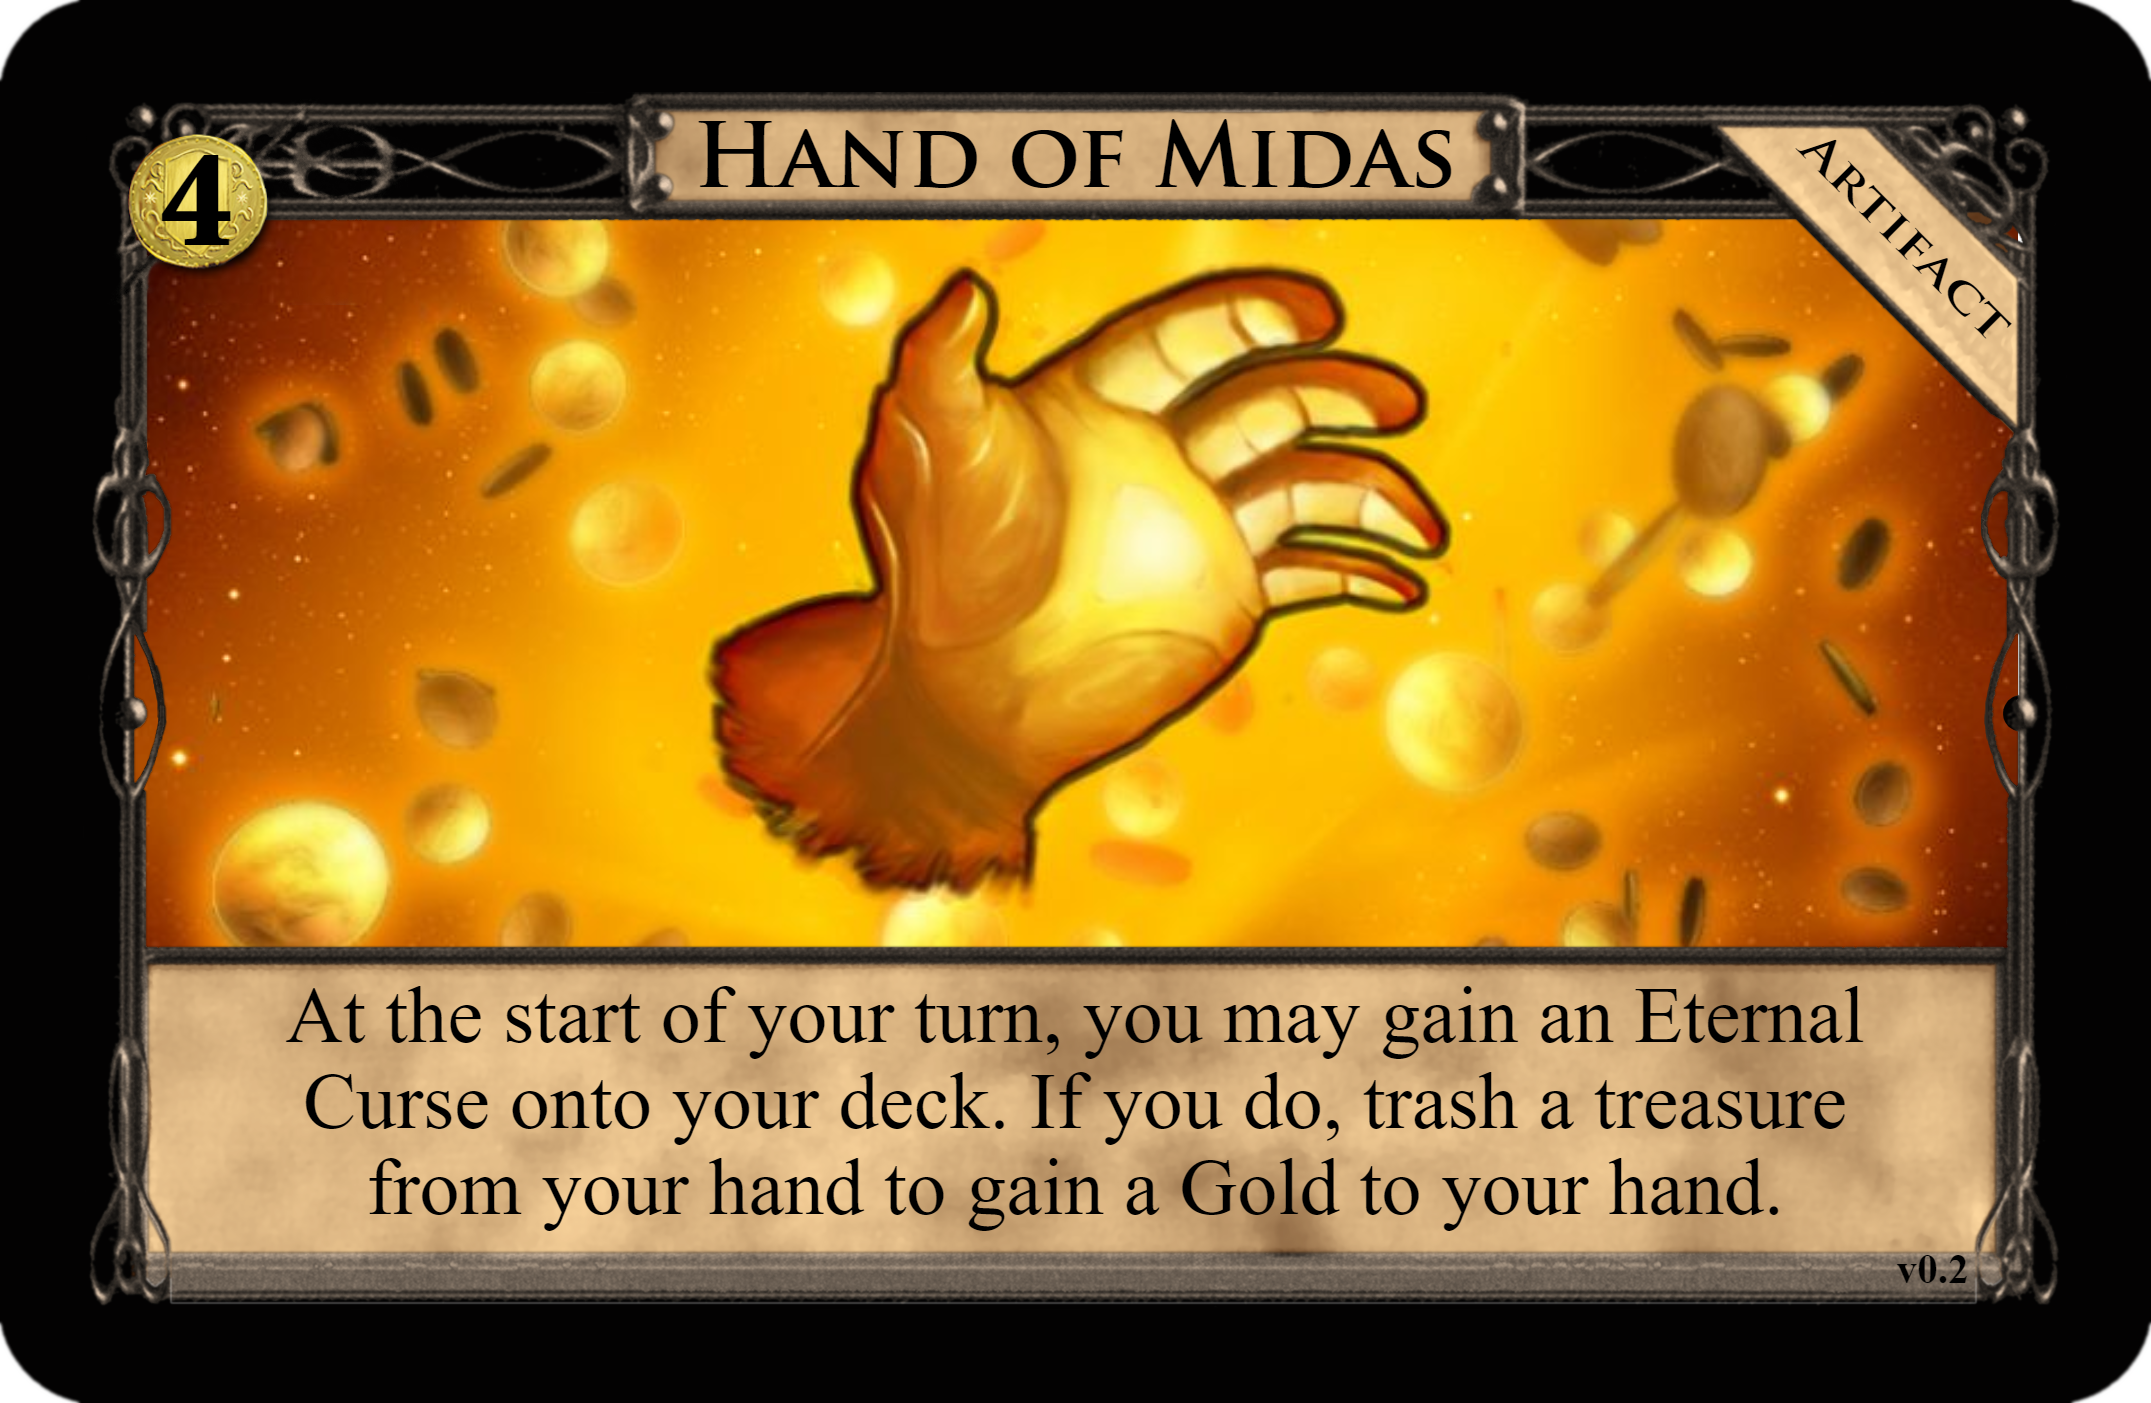 4
Hand of Midas
Artifact
At the start of your turn, you may gain an Eternal
Curse onto your deck. If you do, trash a treasure
from your hand to gain a Gold to your hand.
v0.2